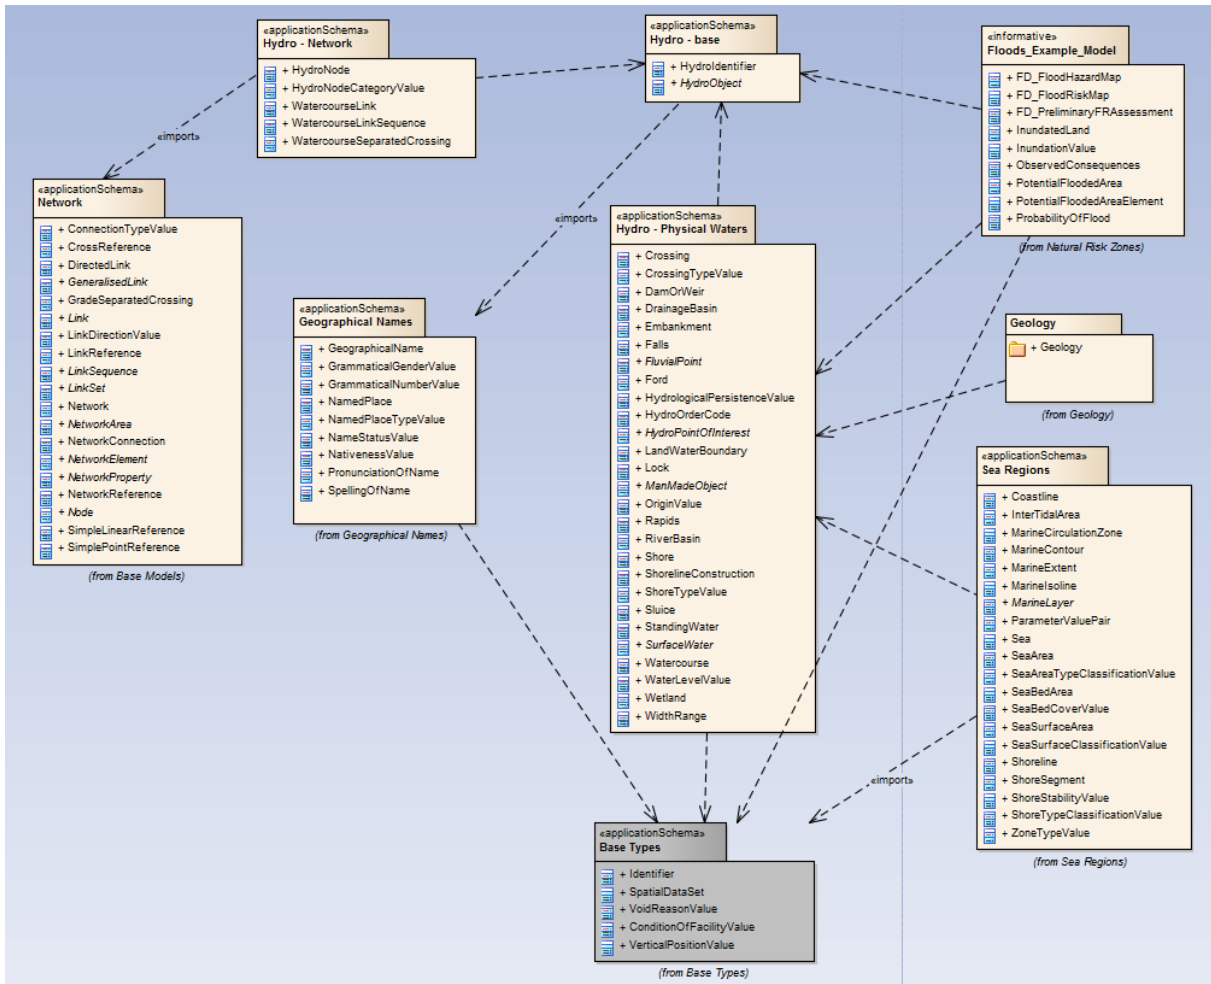 «applicationSchema»
Hydro - Network
+ HydroNode
+ HydroNodeCategoryValue
+ WatercourseLink
+ WatercourseLinkSequence
+ WatercourseSeparatedCrossing
«applicationSchema»
Hydro - base
+ HydroIdentifier
+ HydroObject
«informative»
Floods_Example_Model
+ FD_FloodHazardMap
+ FD_FloodRiskMap
+ FD_PreliminaryFRAssessment
+ InundatedLand
+ InundationValue
+ ObservedConsequences
+ PotentialFloodedArea
+ PotentialFloodedAreaElement
+ ProbabilityOfFlood
(from Natural Risk Zones)
«import»
«applicationSchema»
Network
+ ConnectionTypeValue
+ CrossReference
+ DirectedLink
+ GeneralisedLink
+ GradeSeparatedCrossing
+ Link
+ LinkDirectionValue
+ LinkReference
+ LinkSequence
+ LinkSet
+ Network
+ NetworkArea
+ NetworkConnection
+ NetworkElement
+ NetworkProperty
+ NetworkReference
+ Node
+ SimpleLinearReference
+ SimplePointReference
(from Base Models)
«import»
«applicationSchema»
Geographical Names
+ GeographicalName
+ GrammaticalGenderValue
+ GrammaticalNumberValue
+ NamedPlace
+ NamedPlaceTypeValue
+ NameStatusValue
+ NativenessValue
+ PronunciationOfName
+ SpellingOfName
(from Geographical Names)
«applicationSchema»
Hydro - Physical Waters
+ Crossing
+ CrossingTypeValue
+ DamOrWeir
+ DrainageBasin
+ Embankment
+ Falls
+ FluvialPoint
+ Ford
+ HydrologicalPersistenceValue
+ HydroOrderCode
+ HydroPointOfInterest
+ LandWaterBoundary
+ Lock
+ ManMadeObject
+ OriginValue
+ Rapids
+ RiverBasin
+ Shore
+ ShorelineConstruction
+ ShoreTypeValue
+ Sluice
+ StandingWater
+ SurfaceWater
+ Watercourse
+ WaterLevelValue
+ Wetland
+ WidthRange
Geology
+ Geology
(from Geology)
«applicationSchema»
Sea Regions
+ Coastline
+ InterTidalArea
+ MarineCirculationZone
+ MarineContour
+ MarineExtent
+ MarineIsoline
+ MarineLayer
+ ParameterValuePair
+ Sea
+ SeaArea
+ SeaAreaTypeClassificationValue
+ SeaBedArea
+ SeaBedCoverValue
+ SeaSurfaceArea
+ SeaSurfaceClassificationValue
+ Shoreline
+ ShoreSegment
+ ShoreStabilityValue
+ ShoreTypeClassificationValue
+ ZoneTypeValue
(from Sea Regions)
«import»
«applicationSchema»
Base Types
+ Identifier
+ SpatialDataSet
+ VoidReasonValue
+ ConditionOfFacilityValue
+ VerticalPositionValue
(from Base Types)